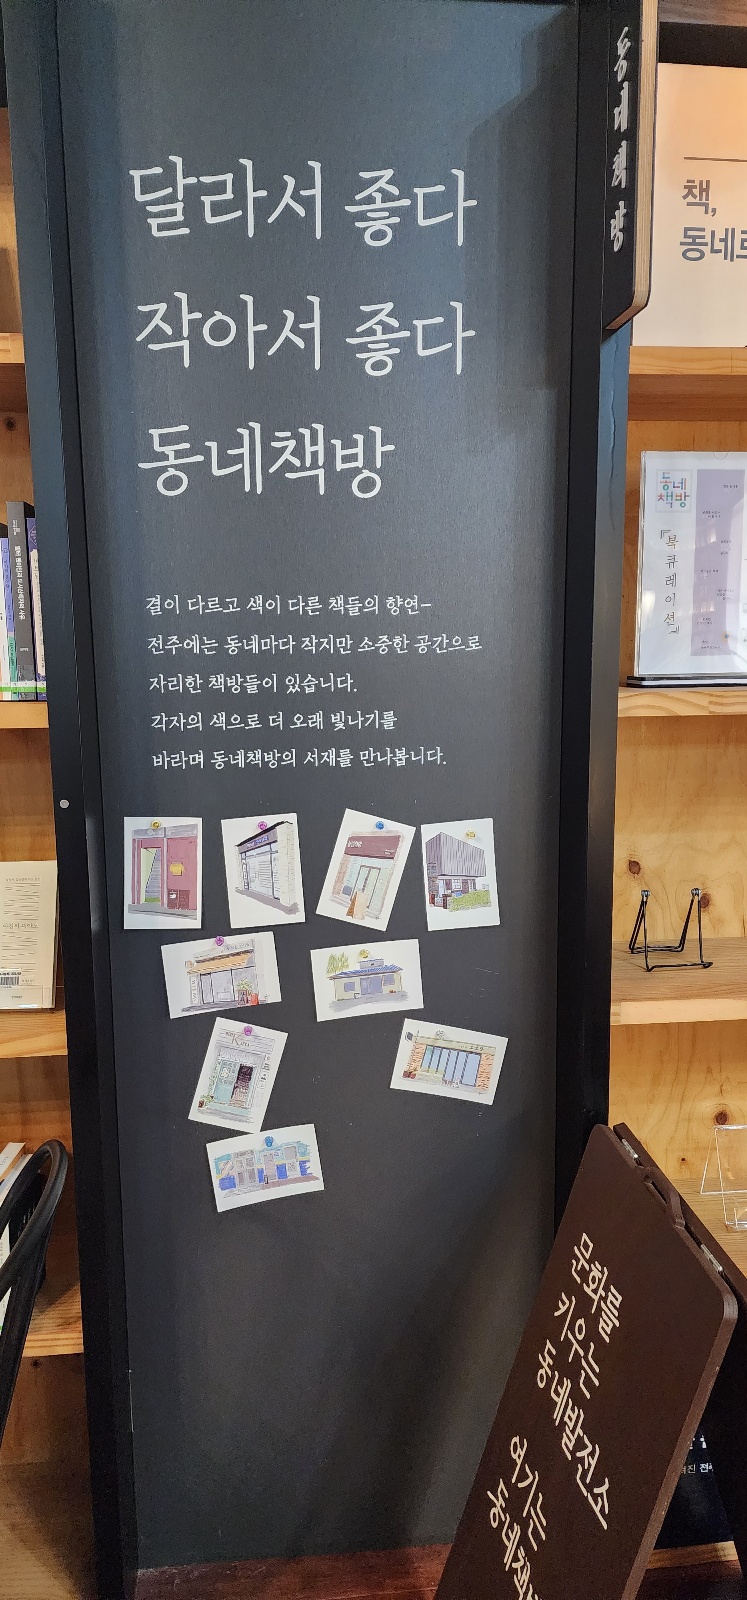 달라서 좋다
작아서 좋다
동네책방
결이 다르고 색이 다른 책들의 향연-
전주에는 동네마다 작지만 소중한 공간으로
자리한 책방들이 있습니다.
각자의 색으로 더 오래 빛나기를
바라며 동네책방의 서재를 만나봅니다.
동네책방
책,
동네
동네
책방
『북큐레이션』
문화를
키우는
동네발전소
여기는
동네책